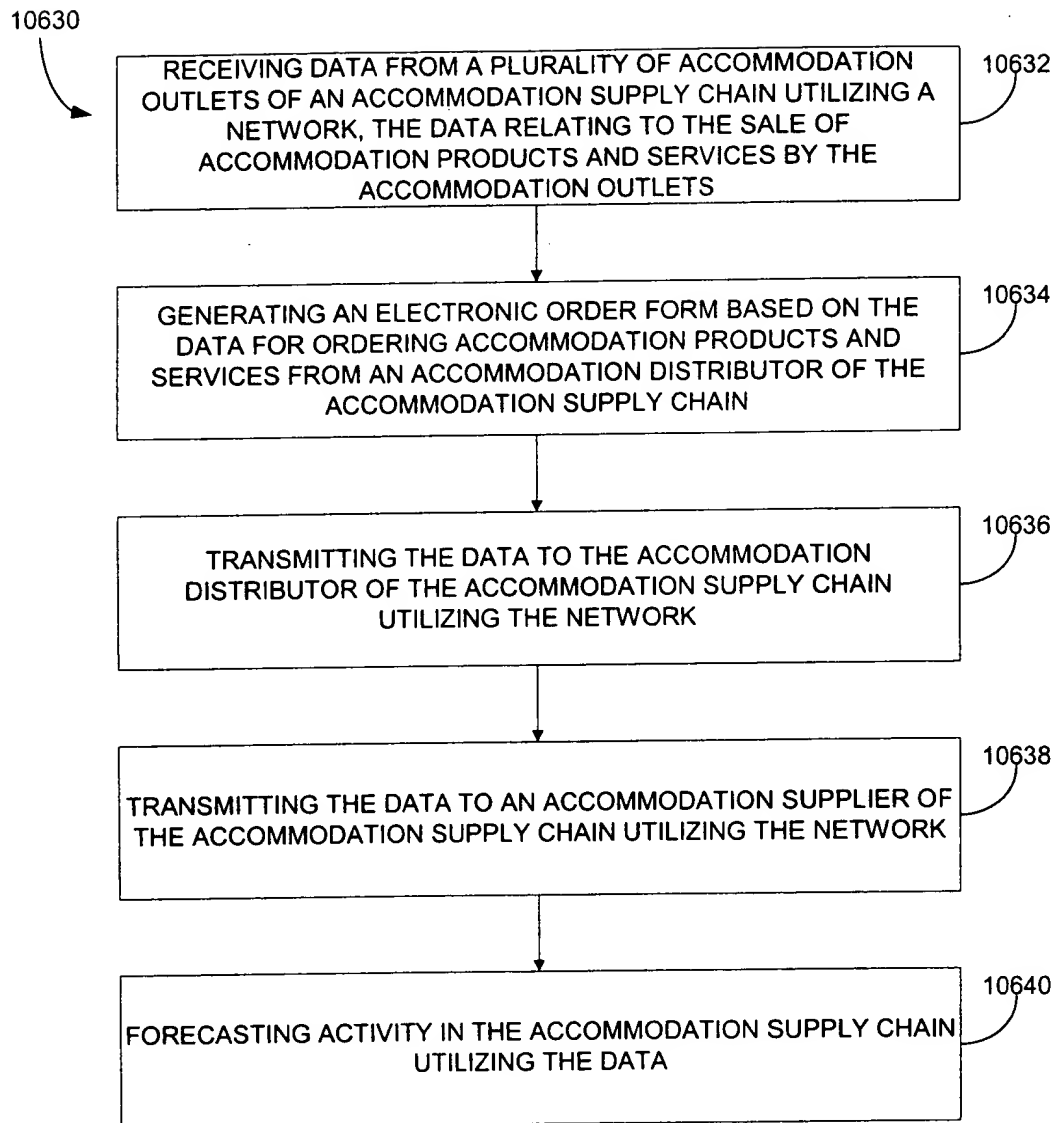 10630
RECEIVING DATA FROM A PLURALITY OF ACCOMMODATION
OUTLETS OF AN ACCOMMODATION SUPPLY CHAIN UTILIZING A
NETWORK, THE DATA RELATING TO THE SALE OF
ACCOMMODATION PRODUCTS AND SERVICES BY THE
ACCOMMODATION OUTLETS
10632
GENERATING AN ELECTRONIC ORDER FORM BASED ON THE
DATA FOR ORDERING ACCOMMODATION PRODUCTS AND
SERVICES FROM AN ACCOMMODATION DISTRIBUTOR OF THE
ACCOMMODATION SUPPLY CHAIN
10634
TRANSMITTING THE DATA TO THE ACCOMMODATION
DISTRIBUTOR OF THE ACCOMMODATION SUPPLY CHAIN
UTILIZING THE NETWORK
10636
TRANSMITTING THE DATA TO AN ACCOMMODATION SUPPLIER OF
THE ACCOMMODATION SUPPLY CHAIN UTILIZING THE NETWORK
10638
FORECASTING ACTIVITY IN THE ACCOMMODATION SUPPLY CHAIN
UTILIZING THE DATA
10640